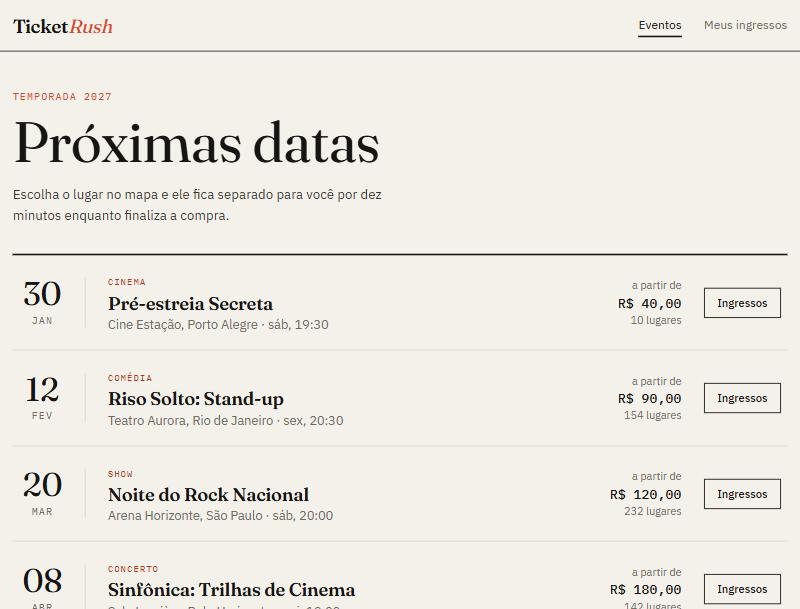 TicketRush
Eventos
Meus ingressos
TEMPORADA 2027
Próximas datas
Escolha o lugar no mapa e ele fica separado para você por dez
minutos enquanto finaliza a compra.
30
JAN
CINEMA
Pré-estreia Secreta
Cine Estação, Porto Alegre · sáb, 19:30
a partir de
R$ 40,00
10 lugares
Ingressos
12
FEV
COMÉDIA
Riso Solto: Stand-up
Teatro Aurora, Rio de Janeiro · sex, 20:30
a partir de
R$ 90,00
154 lugares
Ingressos
20
MAR
SHOW
Noite do Rock Nacional
Arena Horizonte, São Paulo · sáb, 20:00
a partir de
R$ 120,00
232 lugares
Ingressos
08
ABR
CONCERTO
Sinfônica: Trilhas de Cinema
a partir de
R$ 180,00
142 lugares
Ingressos